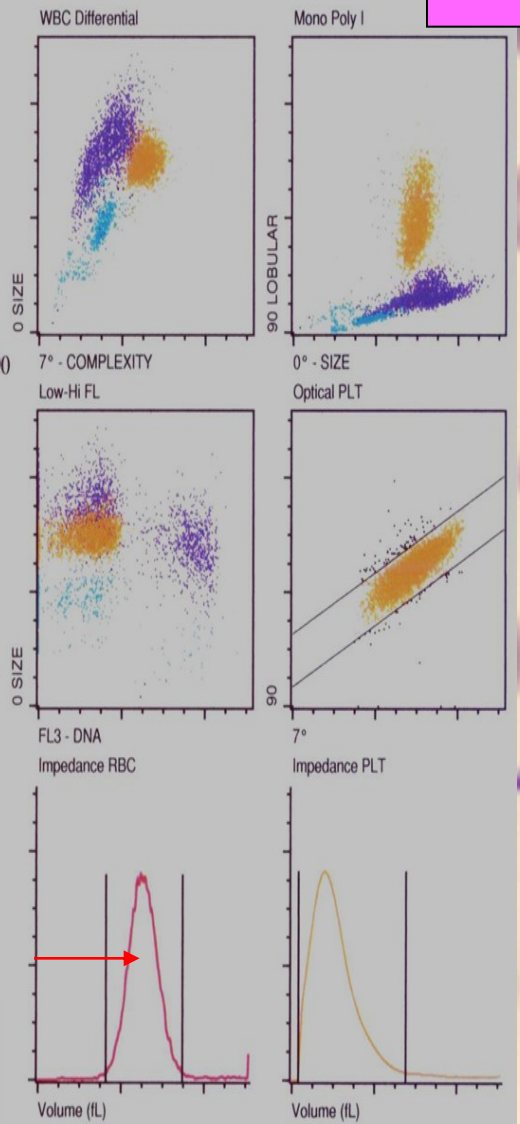 WBC Differential
Mono Poly I
0 SIZE
90 LOBULAR
7° - COMPLEXITY
0° - SIZE
Low-Hi FL
Optical PLT
0 SIZE
90
FL3 - DNA
7°
Impedance RBC
Impedance PLT
Volume (fL)
Volume (fL)